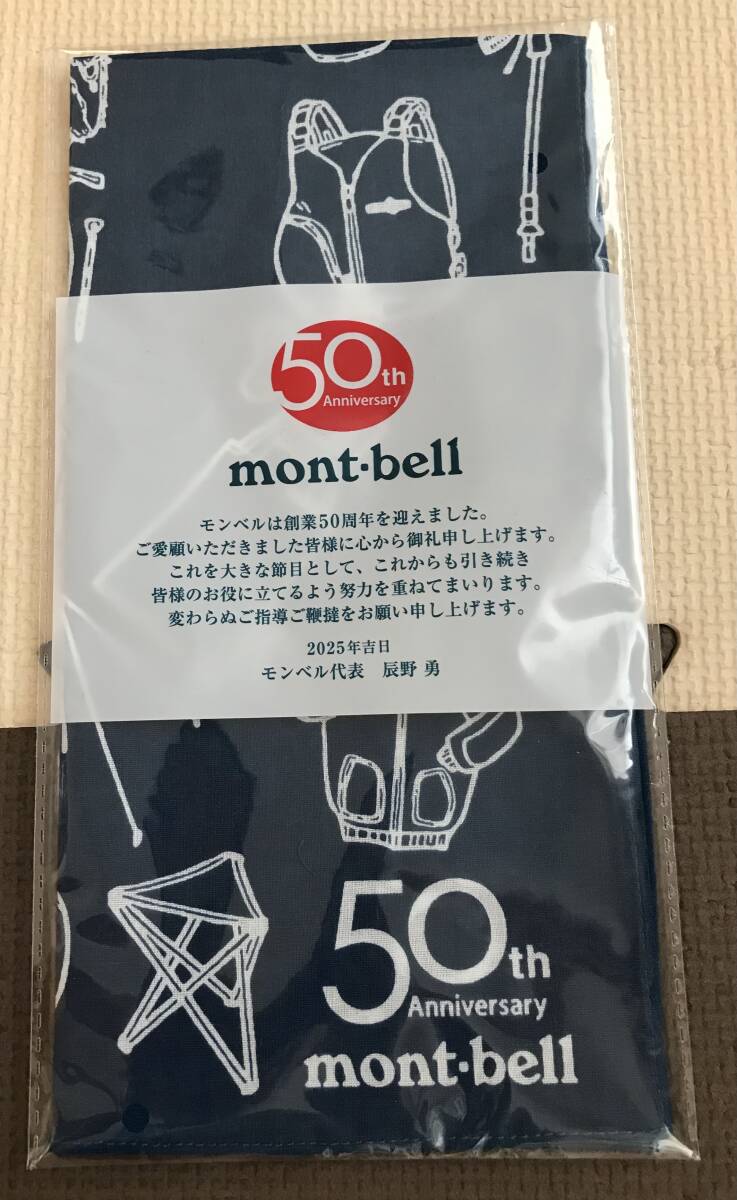 50th
Anniversary
mont-bell
モンベルは創業50周年を迎えました。
ご愛顧いただきました皆様に心から御礼申し上げます。
これを大きな節目として、これからも引き続き
皆様のお役に立てるよう努力を重ねてまいります。
変わらぬご指導ご鞭撻をお願い申し上げます。
2025年吉日
モンベル代表　辰野 勇
50th
Anniversary
mont-bell